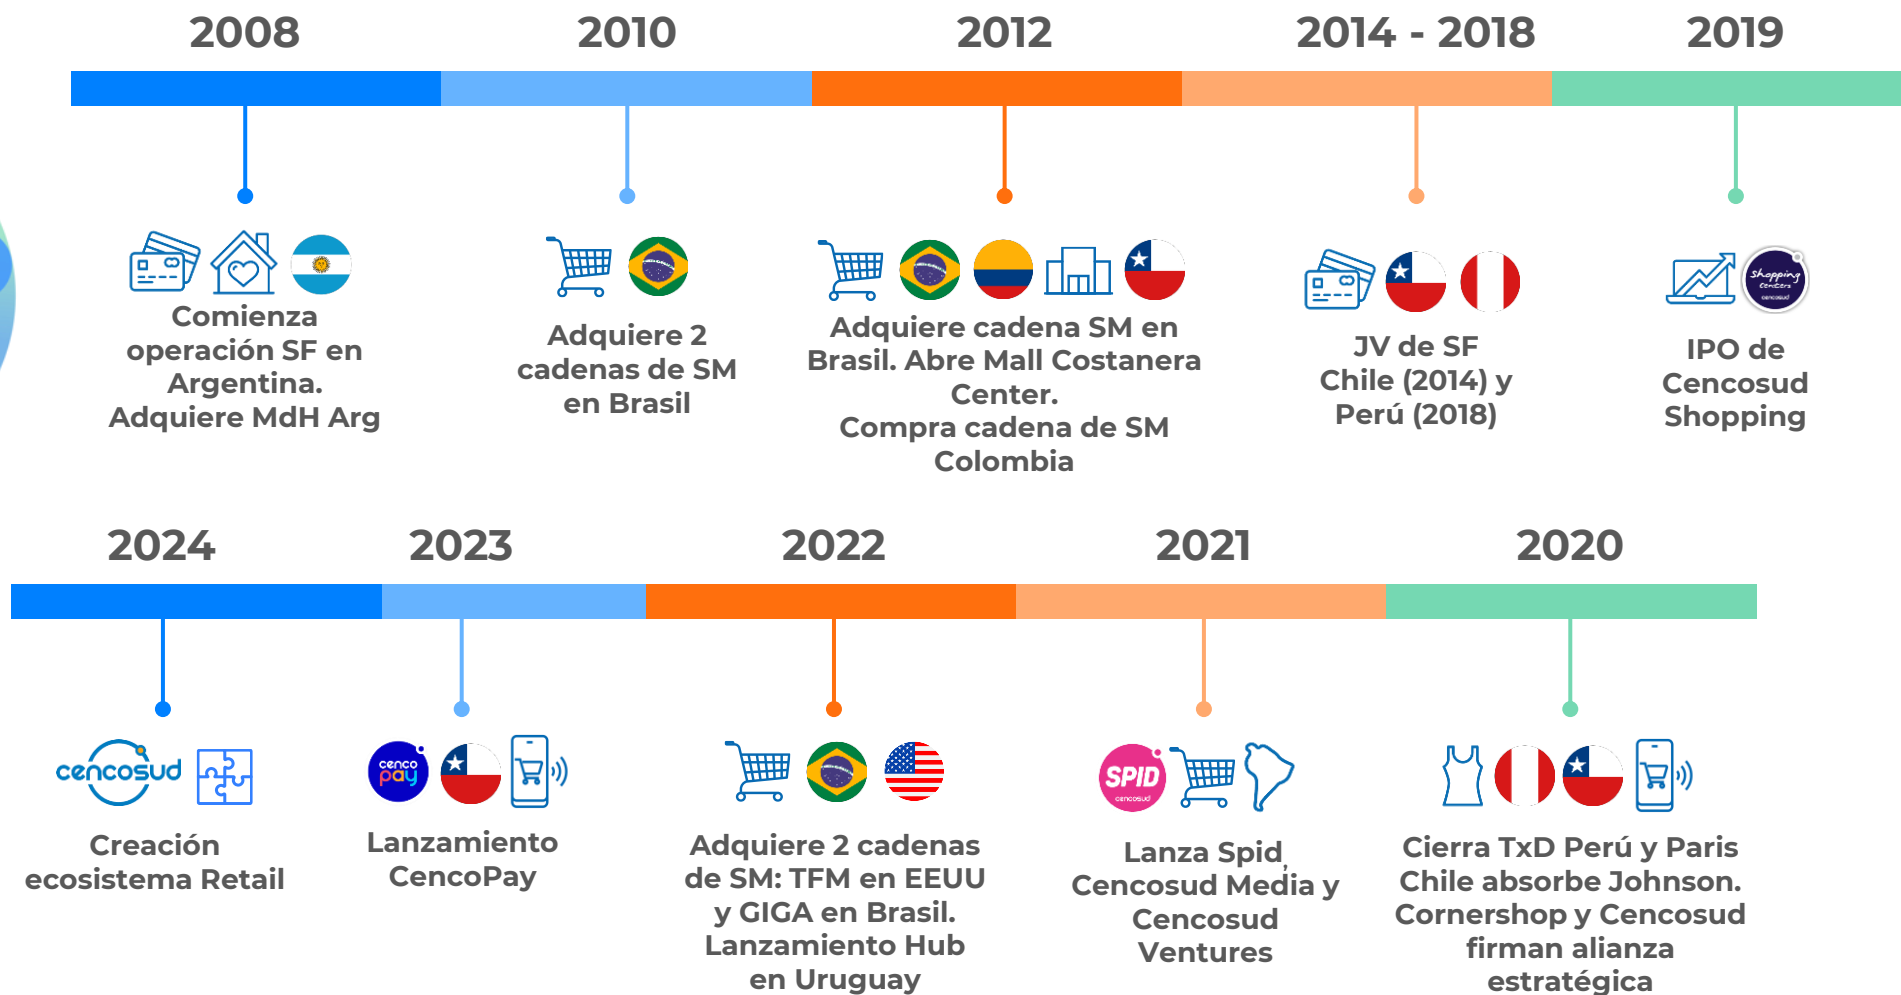 2008
Comienza
operación SF en
Argentina.
Adquiere MdH Arg
2010
Adquiere 2
cadenas de SM
en Brasil
2012
Adquiere cadena SM en
Brasil. Abre Mall Costanera
Center.
Compra cadena de SM
Colombia
2014 - 2018
JV de SF
Chile (2014) y
Perú (2018)
2019
Shopping
Centers
cencosud
IPO de
Cencosud
Shopping
2024
cencosud
Creación
ecosistema Retail
2023
cenco
pay
Lanzamiento
CencoPay
2022
Adquiere 2 cadenas
de SM: TFM en EEUU
y GIGA en Brasil.
Lanzamiento Hub
en Uruguay
2021
SPID
cencosud
Lanza Spid,
Cencosud Media y
Cencosud
Ventures
2020
Cierra TxD Perú y Paris
Chile absorbe Johnson.
Cornershop y Cencosud
firman alianza
estratégica